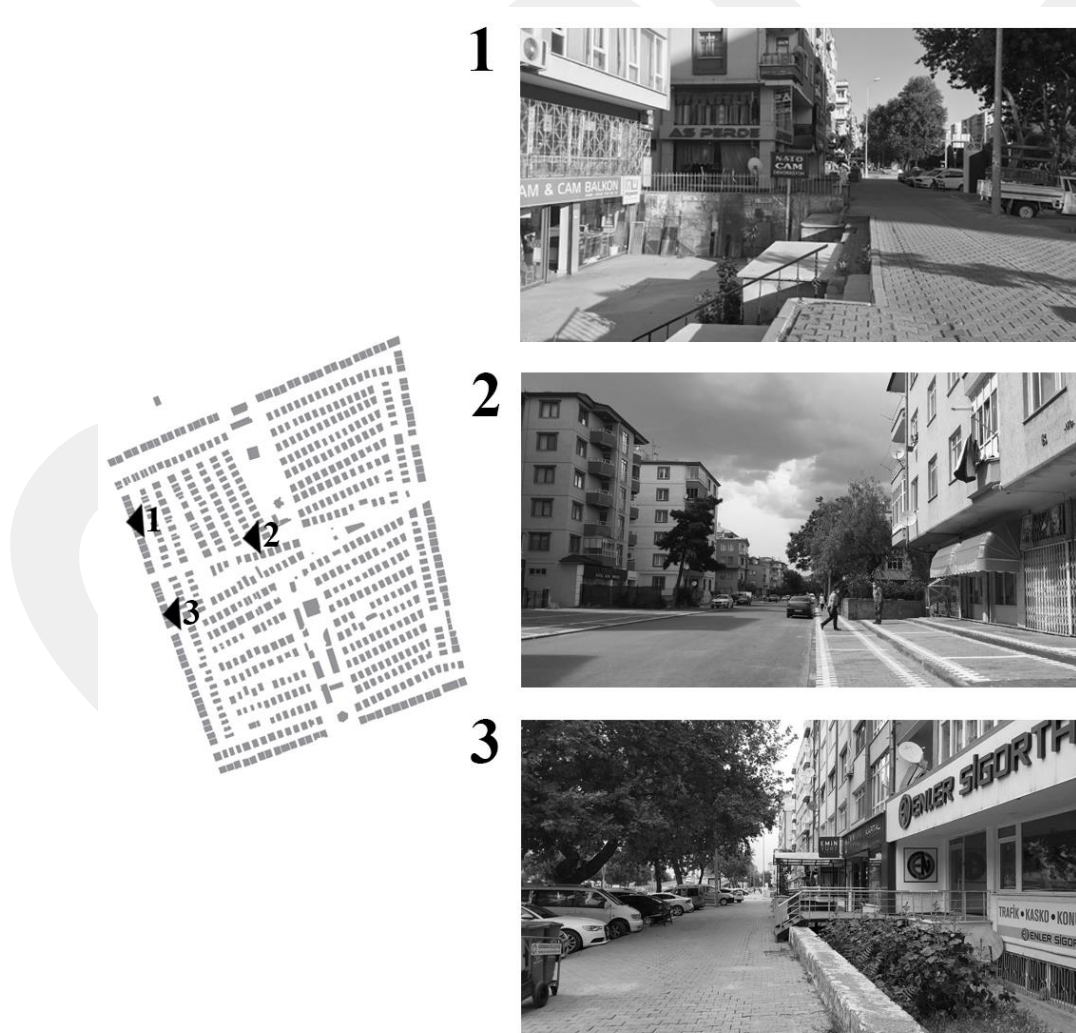 1
AS PERDE
NATO
CAM
AM & CAM BALKON
2
1
2
3
3
ENLER SİGORTA
EMİN
TRAFİK • KASKO • KON
ENLER SİGOR